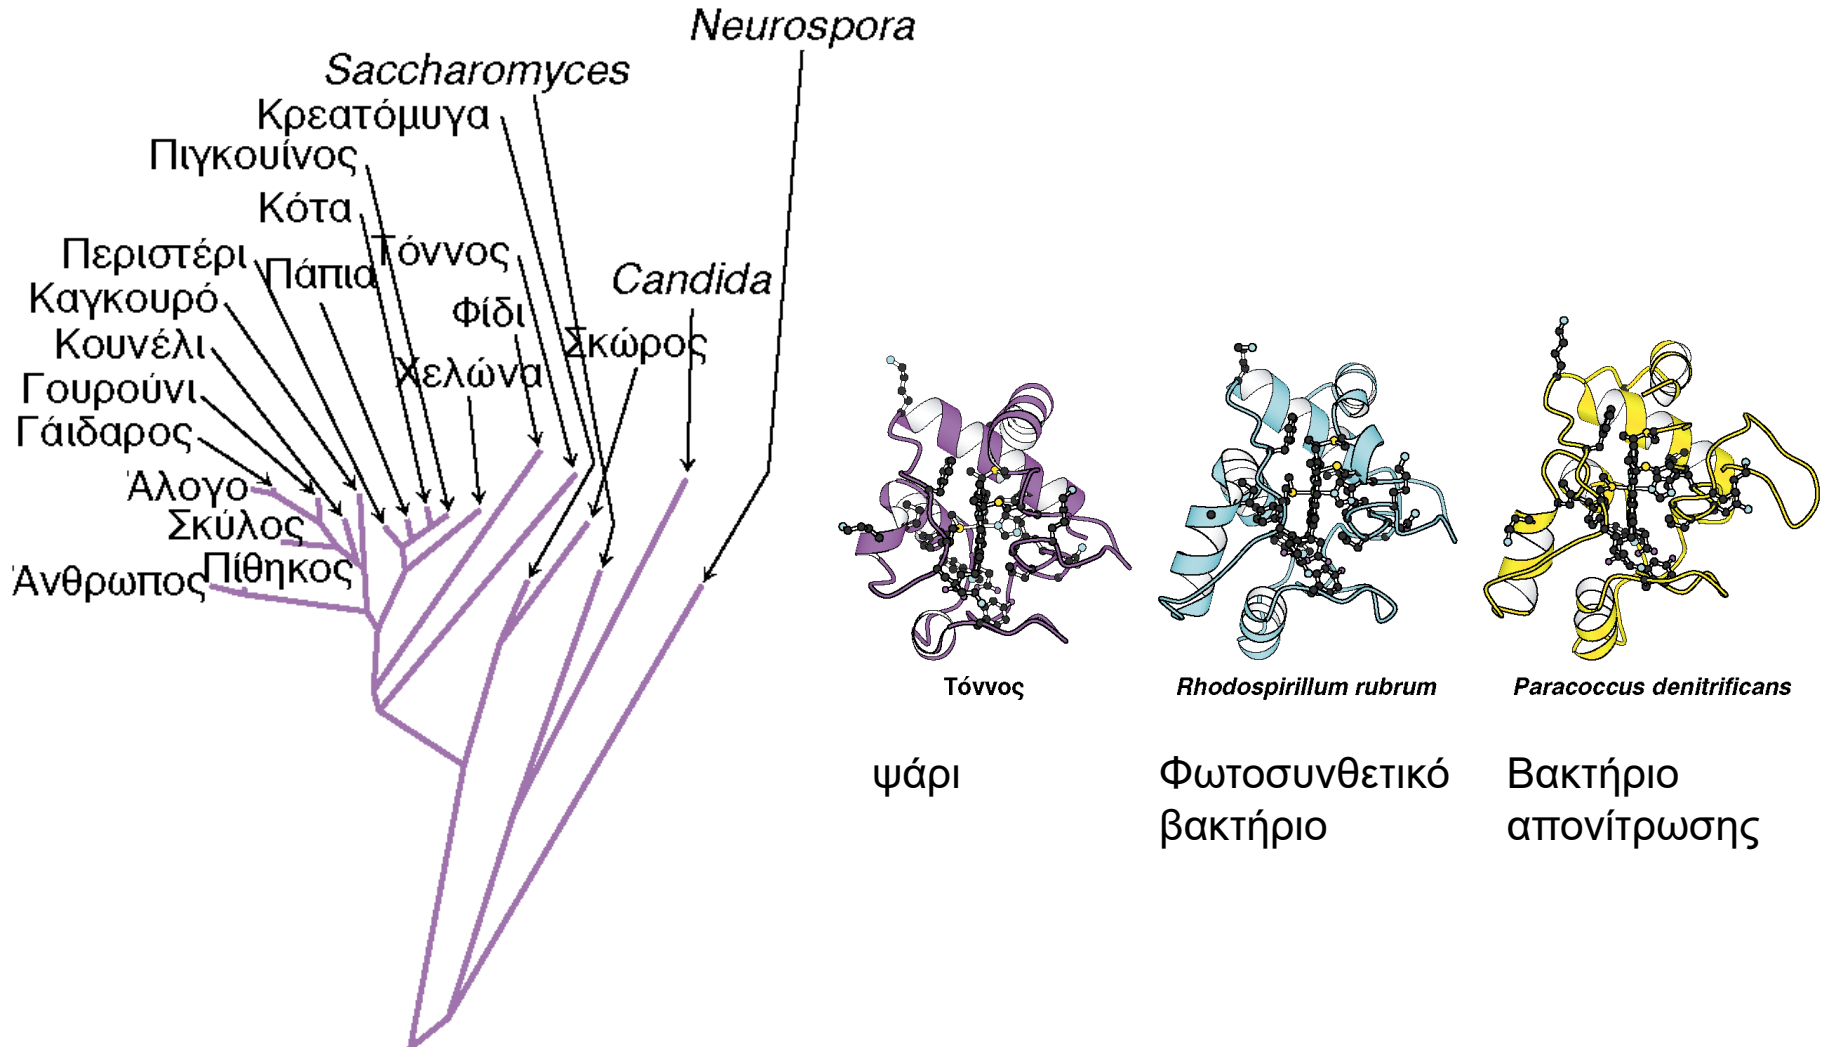 Neurospora
Saccharomyces
Κρεατόμυγα
Πιγκουίνος
Κότα
Περιστέρι
Πάπια
Τόννος
Candida
Καγκουρό
Φίδι
Κουνέλι
Σκώρος
Γουρούνι
Χελώνα
Γάιδαρος
Άλογο
Σκύλος
Πίθηκος
Άνθρωπος
Τόννος
Rhodospirillum rubrum
Paracoccus denitrificans
ψάρι
Φωτοσυνθετικό
βακτήριο
Βακτήριο
απονίτρωσης